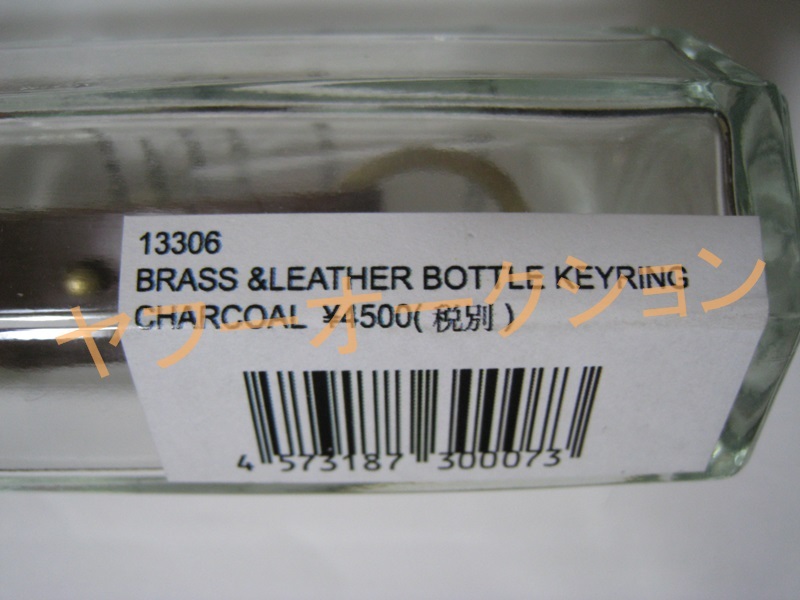 13306
BRASS &LEATHER BOTTLE KEYRiNG
CHARCOAL ¥4500( 税別 )
ヤフーオークション
4 573187 300073